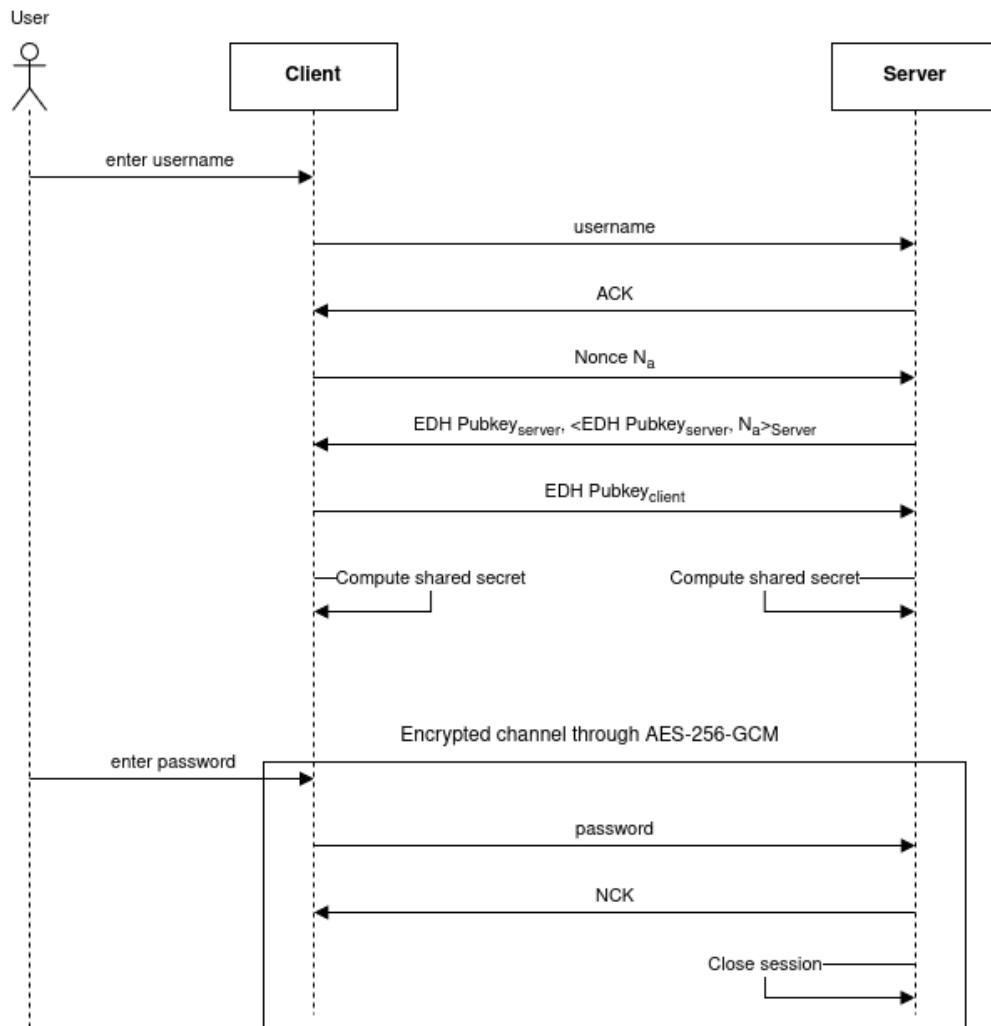 User
Client
Server
enter username
username
ACK
Nonce Na
EDH Pubkeyserver, <EDH Pubkeyserver, Na>Server
EDH Pubkeyclient
Compute shared secret
Compute shared secret
Encrypted channel through AES-256-GCM
enter password
password
NCK
Close session